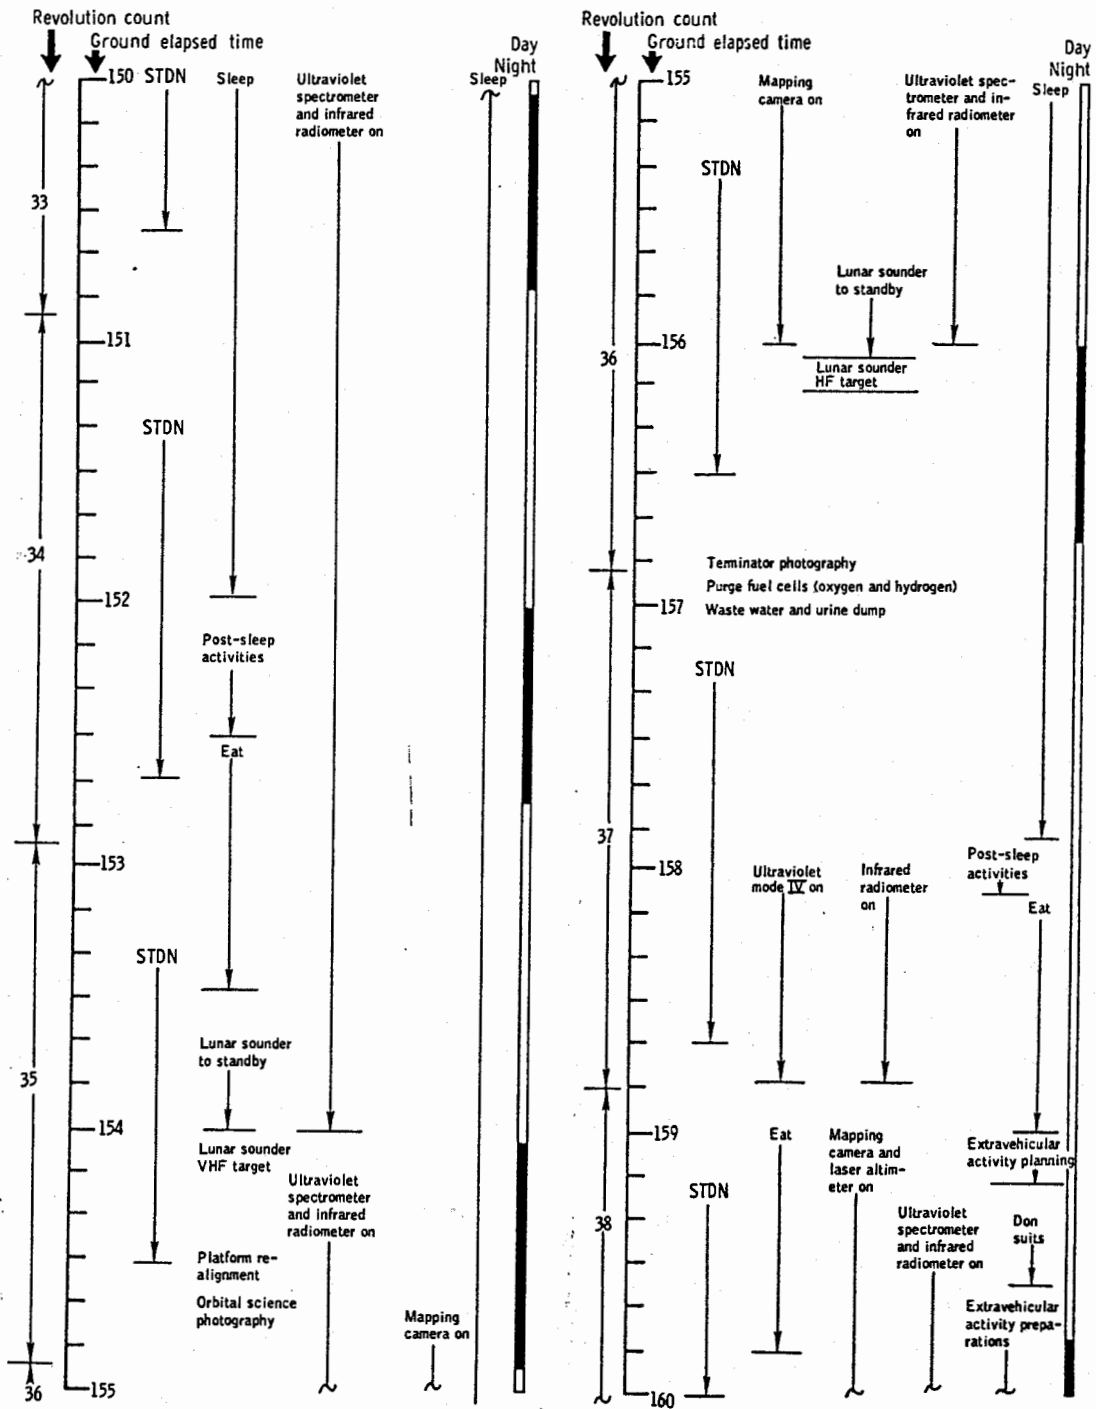 Revolution count
Ground elapsed time
Day
Night
150
STDN
Sleep
Ultraviolet
spectrometer
and infrared
radiometer on
Sleep
33
151
STDN
34
152
Post-sleep
activities
Eat
153
STDN
Lunar sounder
to standby
35
154
Lunar sounder
VHF target
Ultraviolet
spectrometer
and infrared
radiometer on
Platform re-
alignment
Orbital science
photography
Mapping
camera on
36
155
Revolution count
Ground elapsed time
Day
Night
155
Mapping
camera on
Ultraviolet spec-
trometer and in-
frared radiometer
on
Sleep
STDN
Lunar sounder
to standby
36
156
Lunar sounder
HF target
Terminator photography
Purge fuel cells (oxygen and hydrogen)
157
Waste water and urine dump
STDN
37
158
Ultraviolet
mode IV on
Infrared
radiometer
on
Post-sleep
activities
Eat
159
Eat
Mapping
camera and
laser altim-
eter on
Extravehicular
activity planning
STDN
38
Ultraviolet
spectrometer
and infrared
radiometer on
Don
suits
Extravehicular
activity prepa-
rations
160